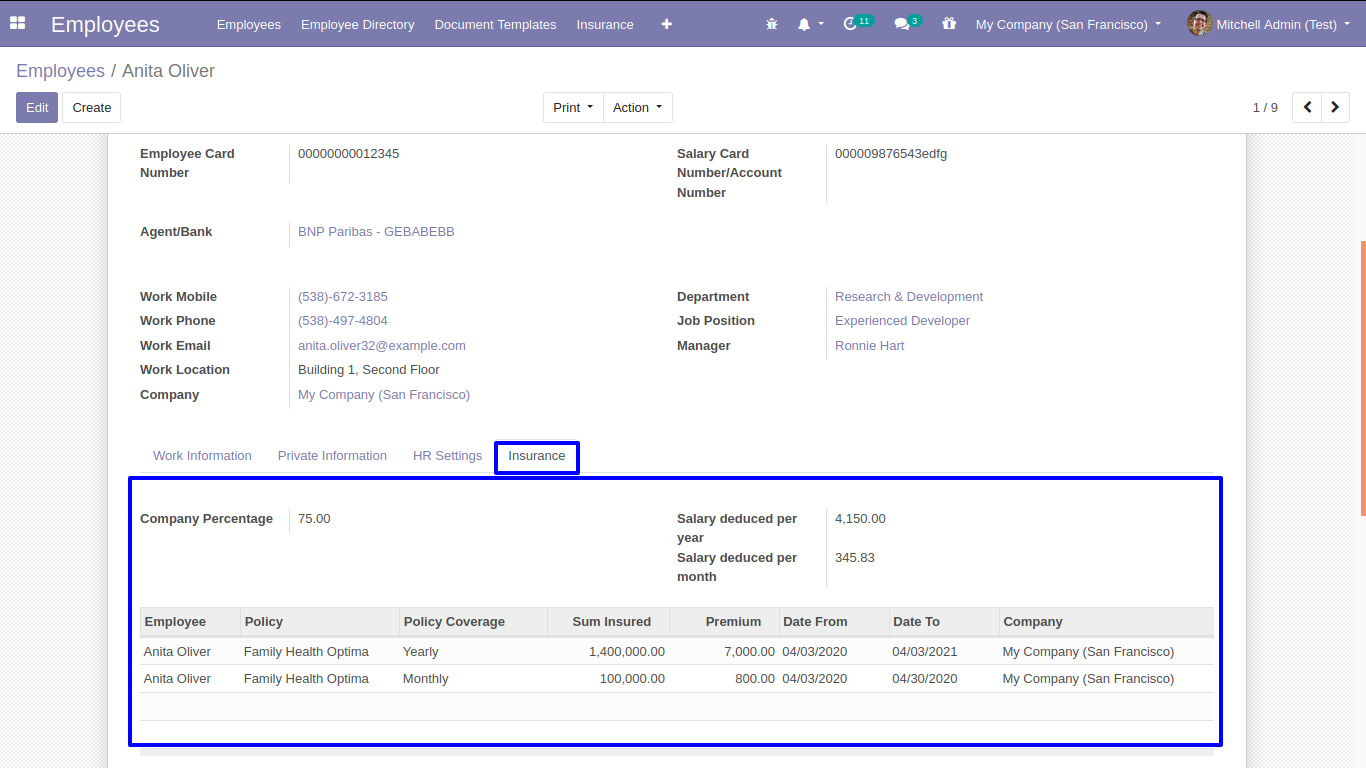 Employees Employees Employee Directory Document Templates Insurance + 11 3 My Company (San Francisco) Mitchell Admin (Test)
Employees / Anita Oliver
Edit Create Print Action 1 / 9
Employee Card Number 00000000012345
Salary Card Number/Account Number 000009876543edfg
Agent/Bank BNP Paribas - GEBABEBB
Work Mobile (538)-672-3185
Work Phone (538)-497-4804
Work Email anita.oliver32@example.com
Work Location Building 1, Second Floor
Company My Company (San Francisco)
Department Research & Development
Job Position Experienced Developer
Manager Ronnie Hart
Work Information Private Information HR Settings Insurance
Company Percentage 75.00
Salary deduced per year 4,150.00
Salary deduced per month 345.83
Employee Policy Policy Coverage Sum Insured Premium Date From Date To Company
Anita Oliver Family Health Optima Yearly 1,400,000.00 7,000.00 04/03/2020 04/03/2021 My Company (San Francisco)
Anita Oliver Family Health Optima Monthly 100,000.00 800.00 04/03/2020 04/30/2020 My Company (San Francisco)